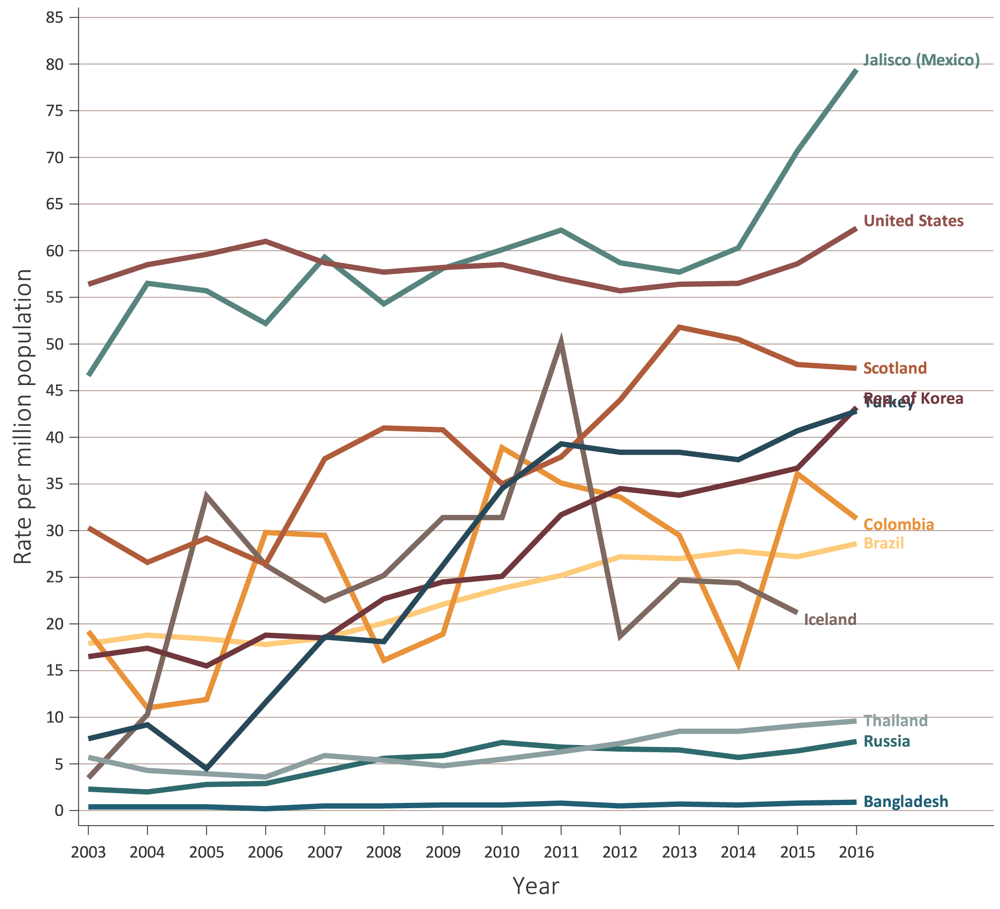 85
80
75
70
65
60
55
50
45
40
35
30
25
20
15
10
5
0
Rate per million population
Jalisco (Mexico)
United States
Scotland
Rep. of Korea
Turkey
Colombia
Brazil
Iceland
Thailand
Russia
Bangladesh
2003 2004 2005 2006 2007 2008 2009 2010 2011 2012 2013 2014 2015 2016
Year